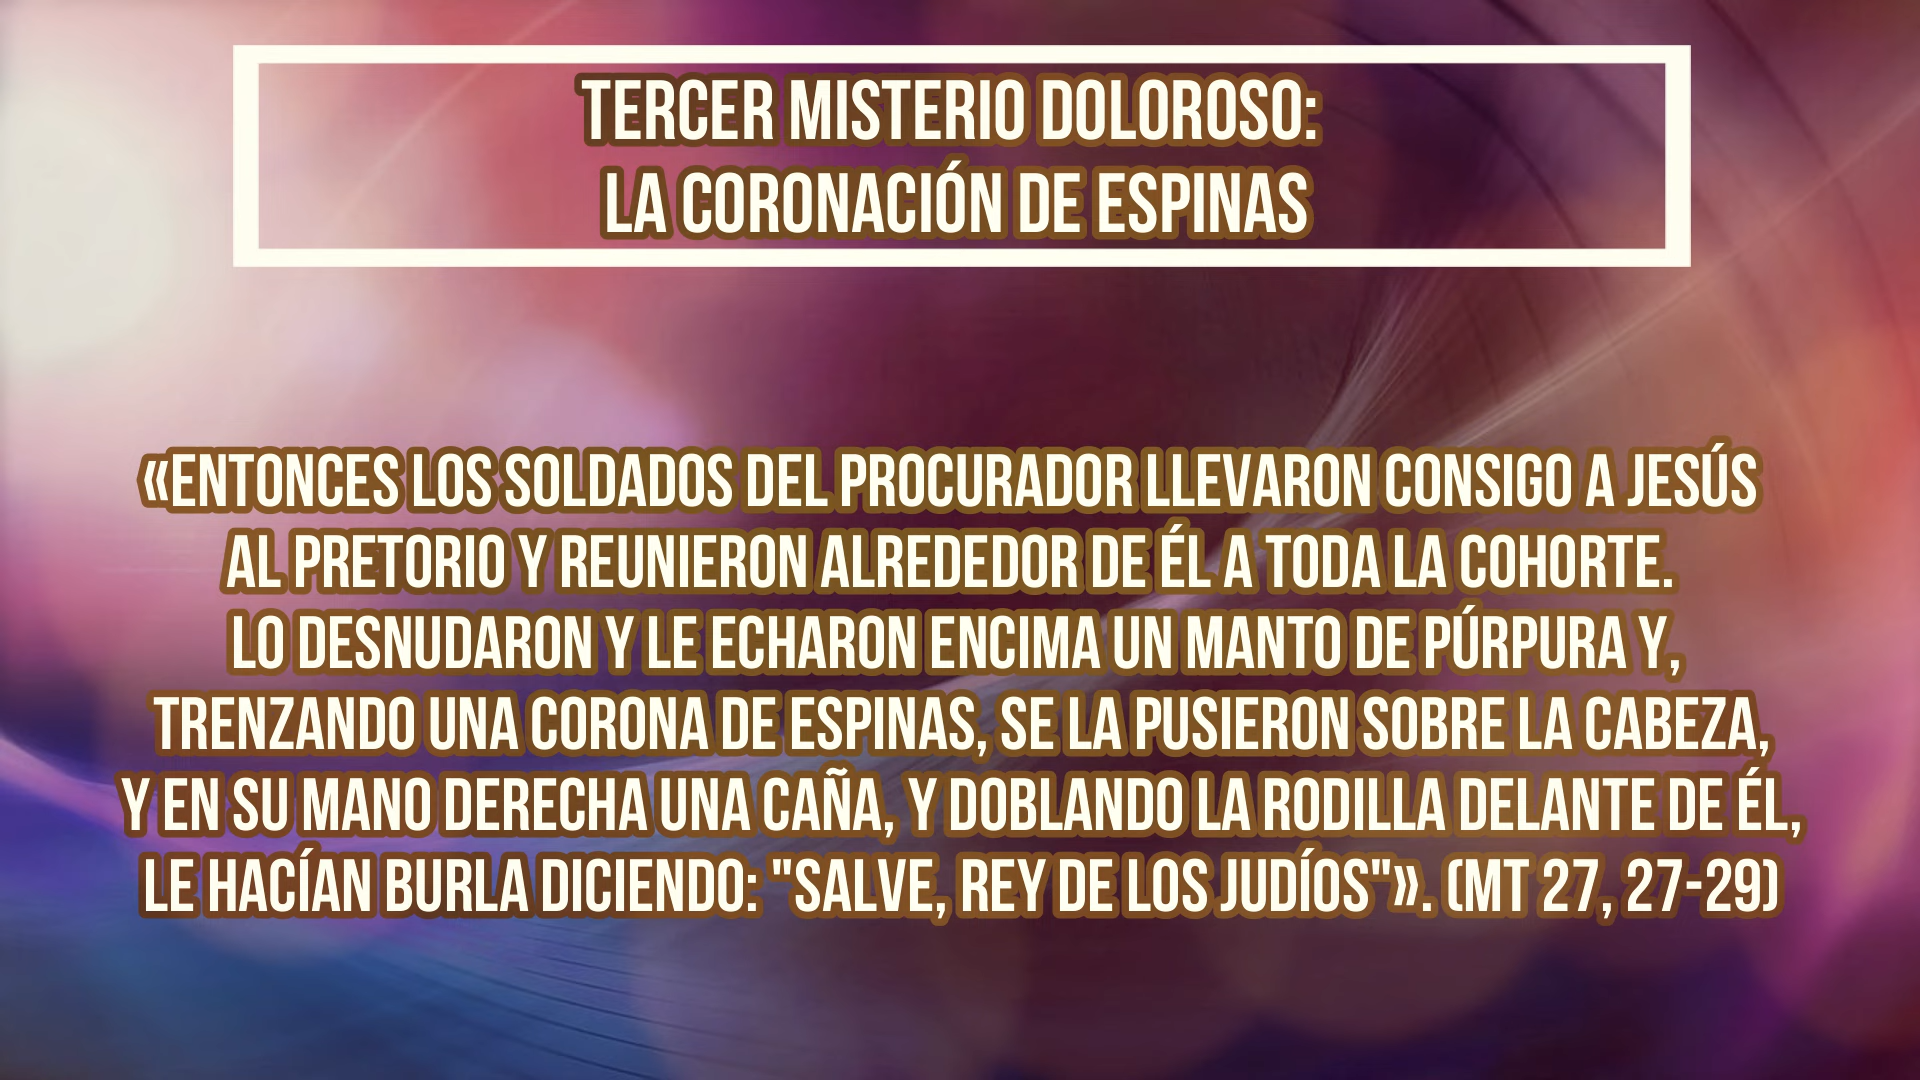 TERCER MISTERIO DOLOROSO:
LA CORONACIÓN DE ESPINAS
«ENTONCES LOS SOLDADOS DEL PROCURADOR LLEVARON CONSIGO A JESÚS
AL PRETORIO Y REUNIERON ALREDEDOR DE ÉL A TODA LA COHORTE.
LO DESNUDARON Y LE ECHARON ENCIMA UN MANTO DE PÚRPURA Y,
TRENZANDO UNA CORONA DE ESPINAS, SE LA PUSIERON SOBRE LA CABEZA,
Y EN SU MANO DERECHA UNA CAÑA, Y DOBLANDO LA RODILLA DELANTE DE ÉL,
LE HACÍAN BURLA DICIENDO: "SALVE, REY DE LOS JUDÍOS"». (MT 27, 27-29)